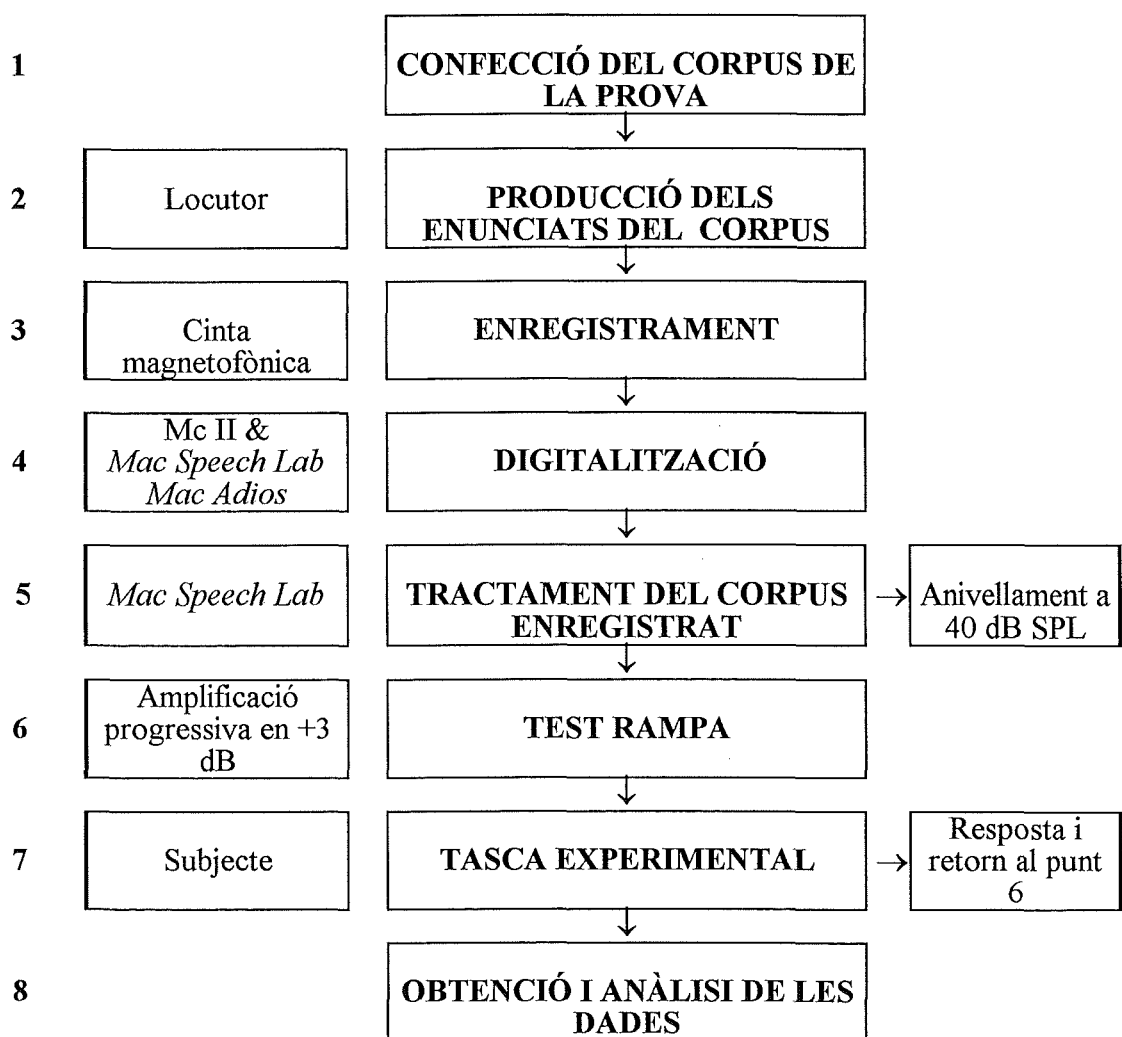 1
CONFECCIÓ DEL CORPUS DE
LA PROVA
2
Locutor
PRODUCCIÓ DELS
ENUNCIATS DEL CORPUS
3
Cinta
magnetofònica
ENREGISTRAMENT
4
Mc II &
Mac Speech Lab
Mac Adios
DIGITALITZACIÓ
5
Mac Speech Lab
TRACTAMENT DEL CORPUS
ENREGISTRAT
Anivellament a
40 dB SPL
6
Amplificació
progressiva en +3
dB
TEST RAMPA
7
Subjecte
TASCA EXPERIMENTAL
Resposta i
retorn al punt
6
8
OBTENCIÓ I ANÀLISI DE LES
DADES